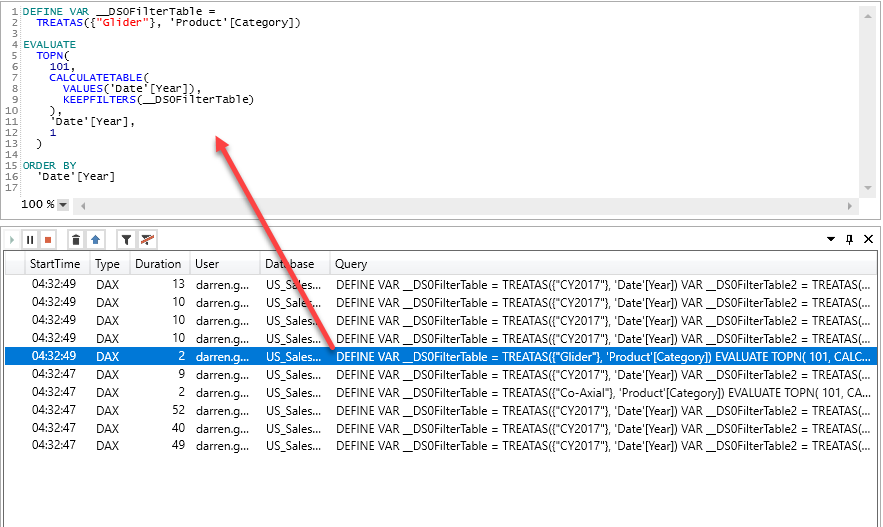 1 DEFINE VAR __DS0FilterTable =
2 TREATAS({"Glider"}, 'Product'[Category])
3
4 EVALUATE
5 TOPN(
6 101,
7 CALCULATETABLE(
8 VALUES('Date'[Year]),
9 KEEPFILTERS(__DS0FilterTable)
10 ),
11 'Date'[Year],
12 1
13 )
14
15 ORDER BY
16 'Date'[Year]
17
100 %
StartTime Type Duration User Database Query
04:32:49 DAX 13 darren.g... US_Sales... DEFINE VAR __DS0FilterTable = TREATAS({"CY2017"}, 'Date'[Year]) VAR __DS0FilterTable2 = TREATAS(...
04:32:49 DAX 10 darren.g... US_Sales... DEFINE VAR __DS0FilterTable = TREATAS({"CY2017"}, 'Date'[Year]) VAR __DS0FilterTable2 = TREATAS(...
04:32:49 DAX 10 darren.g... US_Sales... DEFINE VAR __DS0FilterTable = TREATAS({"CY2017"}, 'Date'[Year]) VAR __DS0FilterTable2 = TREATAS(...
04:32:49 DAX 10 darren.g... US_Sales... DEFINE VAR __DS0FilterTable = TREATAS({"CY2017"}, 'Date'[Year]) VAR __DS0FilterTable2 = TREATAS(...
04:32:49 DAX 2 darren.g... US_Sales... DEFINE VAR __DS0FilterTable = TREATAS({"Glider"}, 'Product'[Category]) EVALUATE TOPN( 101, CALC...
04:32:47 DAX 9 darren.g... US_Sales... DEFINE VAR __DS0FilterTable = TREATAS({"CY2017"}, 'Date'[Year]) VAR __DS0FilterTable2 = TREATAS(...
04:32:47 DAX 2 darren.g... US_Sales... DEFINE VAR __DS0FilterTable = TREATAS({"Co-Axial"}, 'Product'[Category]) EVALUATE TOPN( 101, CA...
04:32:47 DAX 52 darren.g... US_Sales... DEFINE VAR __DS0FilterTable = TREATAS({"CY2017"}, 'Date'[Year]) VAR __DS0FilterTable2 = TREATAS(...
04:32:47 DAX 40 darren.g... US_Sales... DEFINE VAR __DS0FilterTable = TREATAS({"CY2017"}, 'Date'[Year]) VAR __DS0FilterTable2 = TREATAS(...
04:32:47 DAX 49 darren.g... US_Sales... DEFINE VAR __DS0FilterTable = TREATAS({"CY2017"}, 'Date'[Year]) VAR __DS0FilterTable2 = TREATAS(...